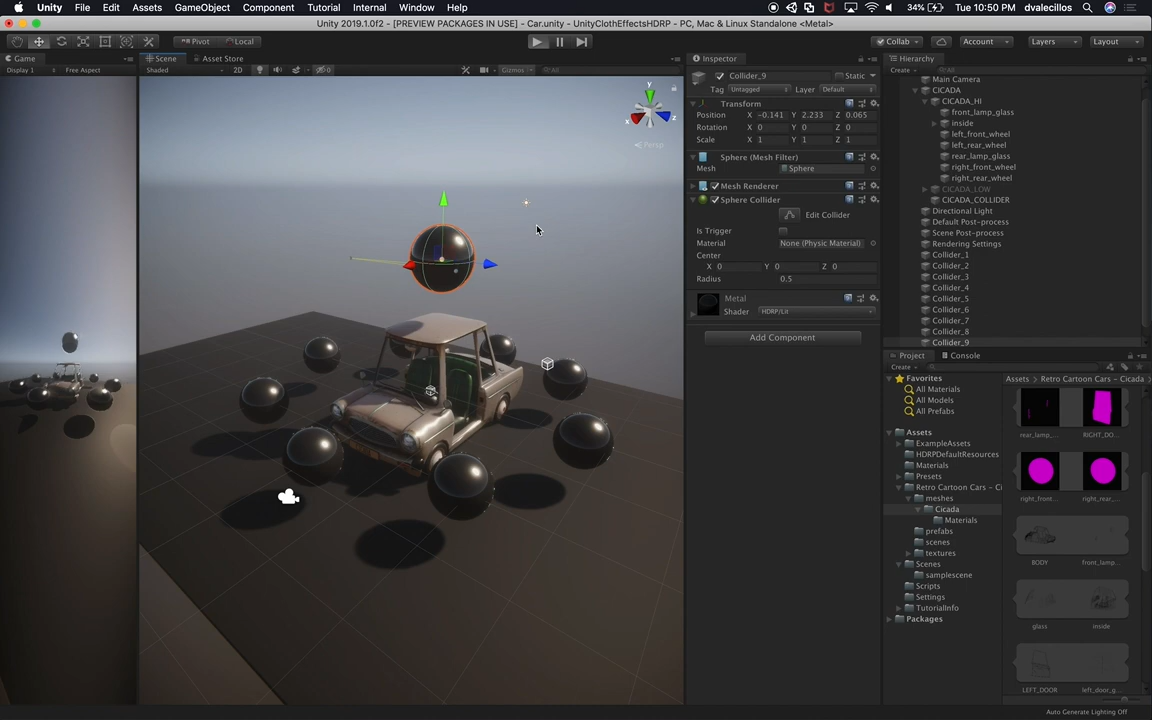 Unity File Edit Assets GameObject Component Tutorial Internal Window Help 34% Tue 10:50 PM dvalecillos
Unity 2019.1.0f2 - [PREVIEW PACKAGES IN USE] - Car.unity - UnityClothEffectsHDRP - PC, Mac & Linux Standalone <Metal>
Pivot Local Collab Account Layers Layout
Game Scene Asset Store Inspector Hierarchy
Display 1 Free Aspect Shaded 2D Gizmos All Create All
Collider_9 Static
Tag Untagged Layer Default
Transform
Position X -0.141 Y 2.233 Z 0.065
Rotation X 0 Y 0 Z 0
Scale X 1 Y 1 Z 1
Sphere (Mesh Filter)
Mesh Sphere
Mesh Renderer
Sphere Collider
Edit Collider
Is Trigger
Material None (Physic Material)
Center
X 0 Y 0 Z 0
Radius 0.5
Metal
Shader HDRP/Lit
Add Component
y
x
z
Persp
Main Camera
CICADA
CICADA_HI
front_lamp_glass
inside
left_front_wheel
left_rear_wheel
rear_lamp_glass
right_front_wheel
right_rear_wheel
CICADA_LOW
CICADA_COLLIDER
Directional Light
Default Post-process
Scene Post-process
Rendering Settings
Collider_1
Collider_2
Collider_3
Collider_4
Collider_5
Collider_6
Collider_7
Collider_8
Collider_9
Project Console
Create
Favorites
All Materials
All Models
All Prefabs
Assets
ExampleAssets
HDRPDefaultResources
Materials
Presets
Retro Cartoon Cars - Ci
meshes
Cicada
Materials
prefabs
scenes
textures
Scenes
samplescene
Scripts
Settings
TutorialInfo
Packages
Assets Retro Cartoon Cars - Cicada
rear_lamp_... RIGHT_DO...
right_front... right_rear_...
BODY front_lamp...
glass inside
LEFT_DOOR left_door_g...
Auto Generate Lighting Off